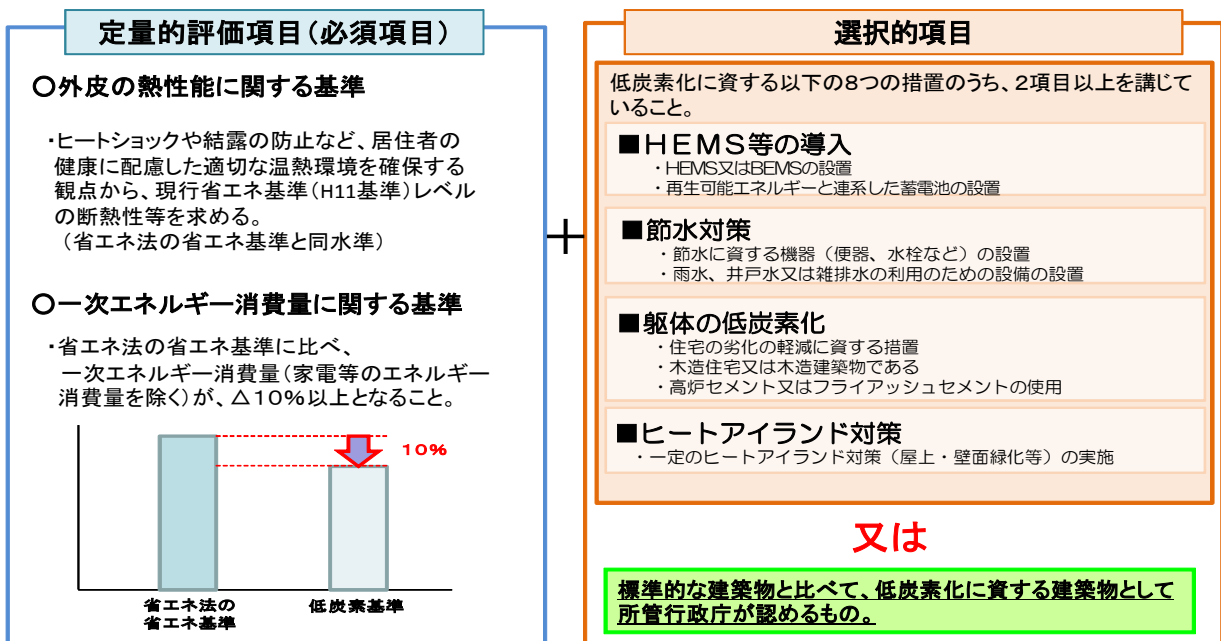 定量的評価項目(必須項目)
〇外皮の熱性能に関する基準
・ヒートショックや結露の防止など、居住者の
健康に配慮した適切な温熱環境を確保する
観点から、現行省エネ基準(H11基準)レベル
の断熱性等を求める。
(省エネ法の省エネ基準と同水準)
〇一次エネルギー消費量に関する基準
・省エネ法の省エネ基準に比べ、
一次エネルギー消費量(家電等のエネルギー
消費量を除く)が、△10%以上となること。
10%
省エネ法の
省エネ基準
低炭素基準
+
選択的項目
低炭素化に資する以下の8つの措置のうち、2項目以上を講じて
いること。
■HEMS等の導入
・HEMS又はBEMSの設置
・再生可能エネルギーと連系した蓄電池の設置
■節水対策
・節水に資する機器(便器、水栓など)の設置
・雨水、井戸水又は雑排水の利用のための設備の設置
■躯体の低炭素化
・住宅の劣化の軽減に資する措置
・木造住宅又は木造建築物である
・高炉セメント又はフライアッシュセメントの使用
■ヒートアイランド対策
・一定のヒートアイランド対策(屋上・壁面緑化等)の実施
又は
標準的な建築物と比べて、低炭素化に資する建築物として
所管行政庁が認めるもの。